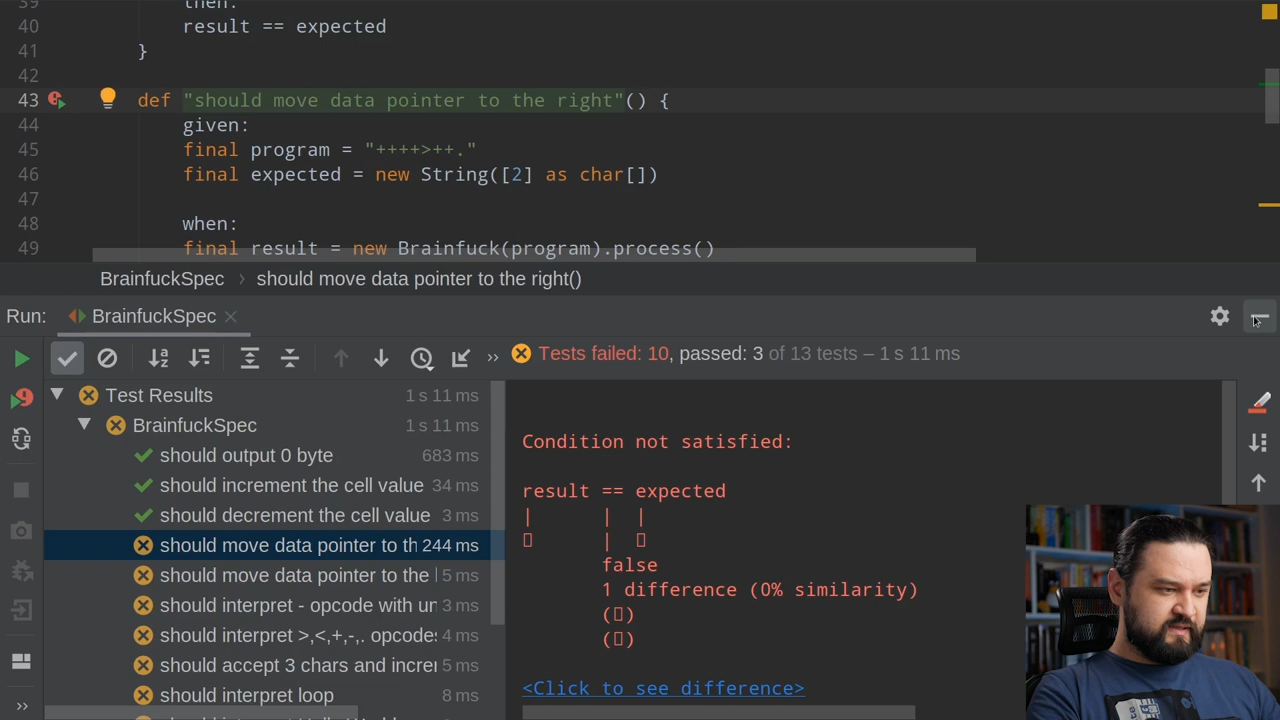 39 then:
40 result == expected
41 }
42
43 def "should move data pointer to the right"() {
44 given:
45 final program = "++++>++."
46 final expected = new String([2] as char[])
47
48 when:
49 final result = new Brainfuck(program).process()
BrainfuckSpec › should move data pointer to the right()
Run: BrainfuckSpec ×
9
» Tests failed: 10, passed: 3 of 13 tests – 1 s 11 ms
Test Results 1 s 11 ms
BrainfuckSpec 1 s 11 ms
should output 0 byte 683 ms
should increment the cell value 34 ms
should decrement the cell value 3 ms
should move data pointer to th 244 ms
should move data pointer to the 5 ms
should interpret - opcode with ur 3 ms
should interpret >,<,+,-,. opcode: 4 ms
should accept 3 chars and increr 5 ms
should interpret loop 8 ms
»
Condition not satisfied:
result == expected
| | |
▯ | ▯
false
1 difference (0% similarity)
(▯)
(▯)
<Click to see difference>